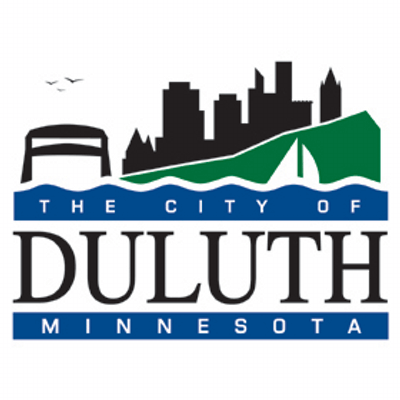 THE CITY OF
DULUTH
MINNESOTA